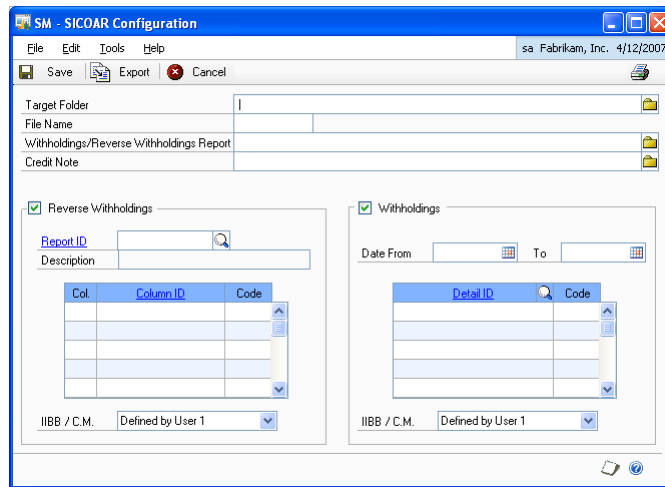 SM - SICOAR Configuration
File Edit Tools Help sa Fabrikam, Inc. 4/12/2007
Save Export Cancel
Target Folder
File Name
Withholdings/Reverse Withholdings Report
Credit Note
Reverse Withholdings
Report ID
Description
Col. Column ID Code
IIBB / C.M. Defined by User 1
Withholdings
Date From To
Detail ID Code
IIBB / C.M. Defined by User 1